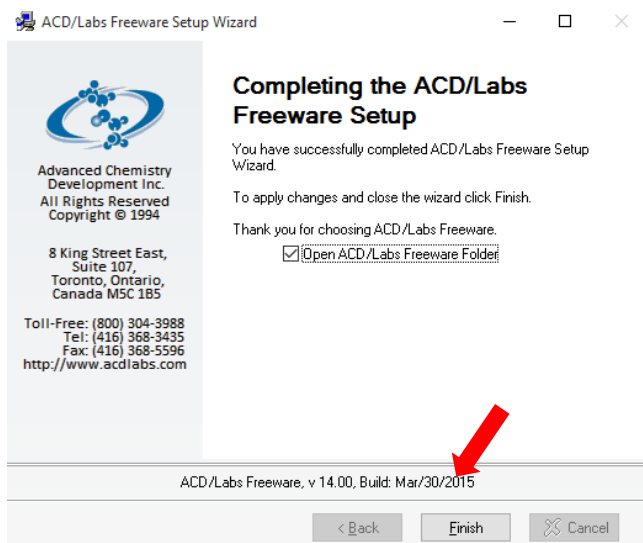 ACD/Labs Freeware Setup Wizard
Completing the ACD/Labs
Freeware Setup
You have successfully completed ACD/Labs Freeware Setup
Wizard.
To apply changes and close the wizard click Finish.
Thank you for choosing ACD/Labs Freeware.
Open ACD/Labs Freeware Folder
Advanced Chemistry
Development Inc.
All Rights Reserved
Copyright © 1994
8 King Street East,
Suite 107,
Toronto, Ontario,
Canada M5C 1B5
Toll-Free: (800) 304-3988
Tel: (416) 368-3435
Fax: (416) 368-5596
http://www.acdlabs.com
ACD/Labs Freeware, v 14.00, Build: Mar/30/2015
< Back
Finish
Cancel